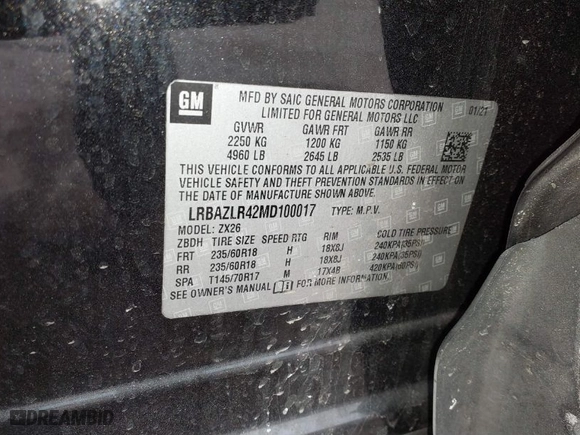 GM
MFD BY SAIC GENERAL MOTORS CORPORATION
LIMITED FOR GENERAL MOTORS LLC
01/21
GVWR GAWR FRT GAWR RR
2250 KG 1200 KG 1150 KG
4960 LB 2645 LB 2535 LB
THIS VEHICLE CONFORMS TO ALL APPLICABLE U.S. FEDERAL MOTOR
VEHICLE SAFETY AND THEFT PREVENTION STANDARDS IN EFFECT ON
THE DATE OF MANUFACTURE SHOWN ABOVE.
LRBAZLR42MD100017 TYPE: M.P.V.
MODEL: ZX26
ZBDH TIRE SIZE SPEED RTG RIM COLD TIRE PRESSURE
FRT 235/60R18 H 18X8J 240KPA(35PSI)
RR 235/60R18 H 18X8J 240KPA(35PSI)
SPA T145/70R17 M 17X4B 420KPA(60PSI)
SEE OWNER'S MANUAL FOR MORE INFORMATION.
DREAMBID